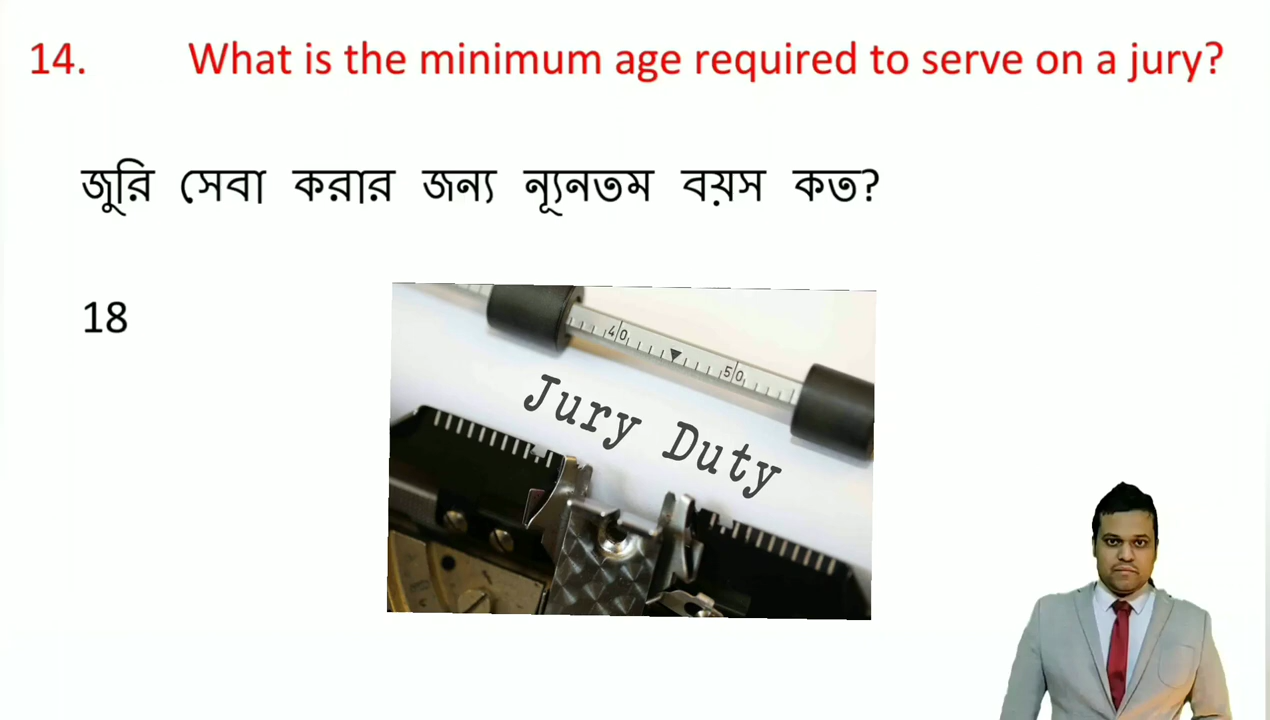 14. What is the minimum age required to serve on a jury?
জুরি সেবা করার জন্য ন্যূনতম বয়স কত?
18
40 50
Jury Duty